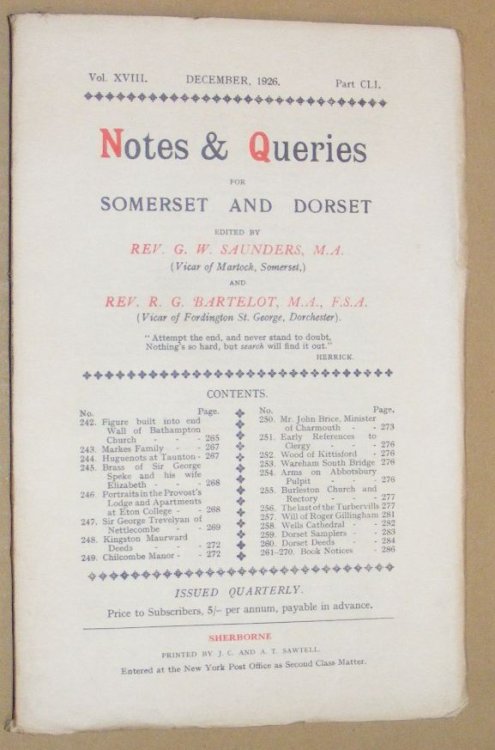 Vol. XVIII. DECEMBER, 1926. Part CLI.
Notes & Queries
FOR
SOMERSET AND DORSET
EDITED BY
REV. G. W. SAUNDERS, M.A.
(Vicar of Martock, Somerset,)
AND
REV. R. G. BARTELOT, M.A., F.S.A.
(Vicar of Fordington St. George, Dorchester).
"Attempt the end, and never stand to doubt,
Nothing's so hard, but search will find it out."
HERRICK.
CONTENTS.
No. Page.
242. Figure built into end
Wall of Bathampton
Church - - - 265
243. Markes Family - - 267
244. Huguenots at Taunton - 267
245. Brass of Sir George
Speke and his wife
Elizabeth - - - 268
246. Portraits in the Provost's
Lodge and Apartments
at Eton College - - 268
247. Sir George Trevelyan of
Nettlecombe - - 269
248. Kingston Maurward
Deeds - - - 272
249. Chilcombe Manor - - 272
No. Page.
250. Mr. John Brice, Minister
of Charmouth - - 273
251. Early References to
Clergy - - - 276
252. Wood of Kittisford - 276
253. Wareham South Bridge 276
254. Arms on Abbotsbury
Pulpit - - - 276
255. Burleston Church and
Rectory - - - 277
256. The last of the Turbervills 277
257. Will of Roger Gillingham 281
258. Wells Cathedral - - 282
259. Dorset Samplers - - 283
260. Dorset Deeds - - 284
261-270. Book Notices - 286
ISSUED QUARTERLY.
Price to Subscribers, 5/- per annum, payable in advance.
SHERBORNE
PRINTED BY J. C. AND A. T. SAWTELL.
Entered at the New York Post Office as Second Class Matter.